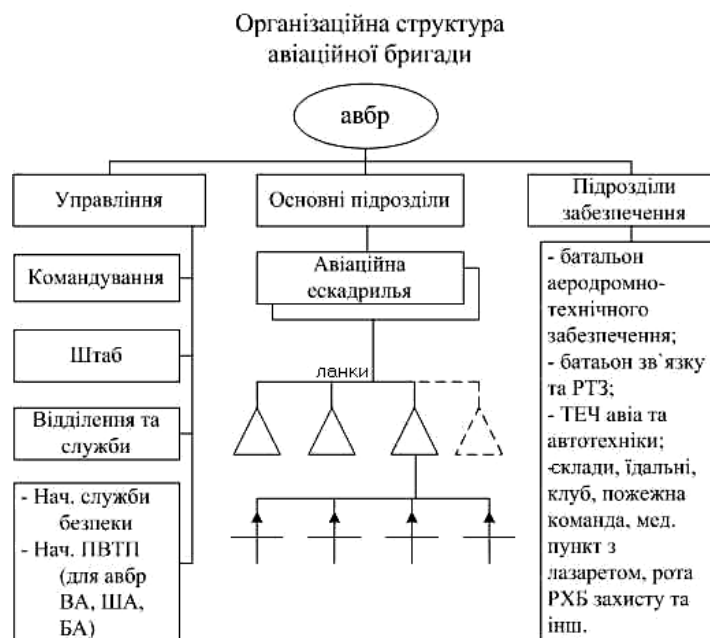 Організаційна структура
авіаційної бригади
авбр
Управління
Командування
Штаб
Відділення та
служби
- Нач. служби
безпеки
- Нач. ПВТП
(для авбр
ВА, ША,
БА)
Основні підрозділи
Авіаційна
ескадрилья
ланки
Підрозділи
забезпечення
- батальон
аеродромно-
технічного
забезпечення;
- батаьон зв`язку
та РТЗ;
- ТЕЧ авіа та
автотехніки;
-склади, їдальні,
клуб, пожежна
команда, мед.
пункт з
лазаретом, рота
РХБ захисту та
інш.